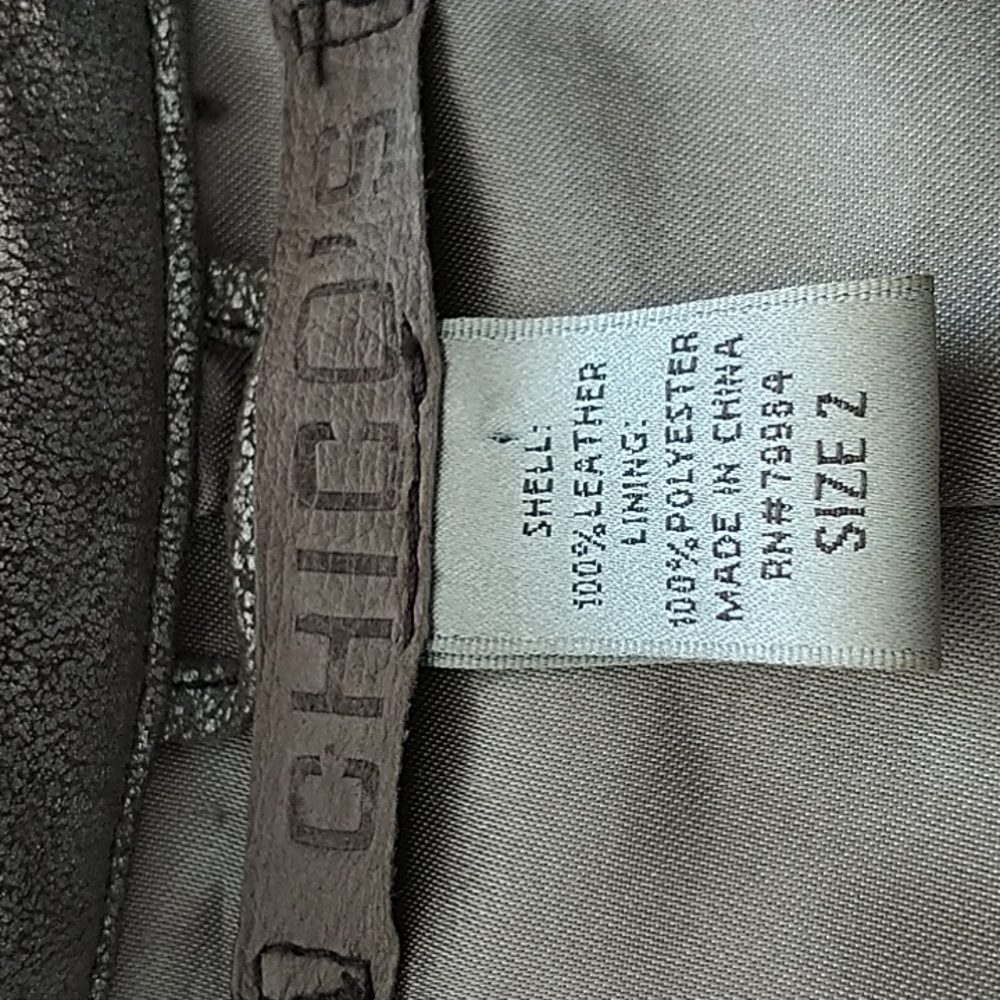 CHICO'S
SHELL:
100%LEATHER
LINING:
100%POLYESTER
MADE IN CHINA
RN#79984
SIZE 2